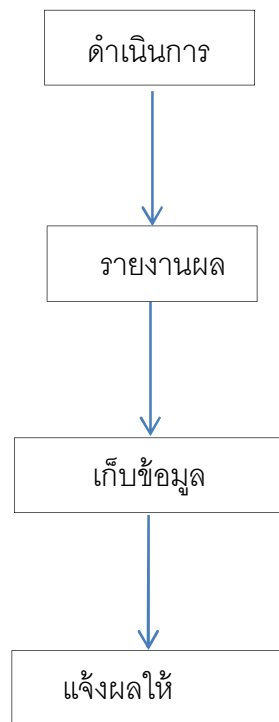 ดำเนินการ
รายงานผล
เก็บข้อมูล
แจ้งผลให้